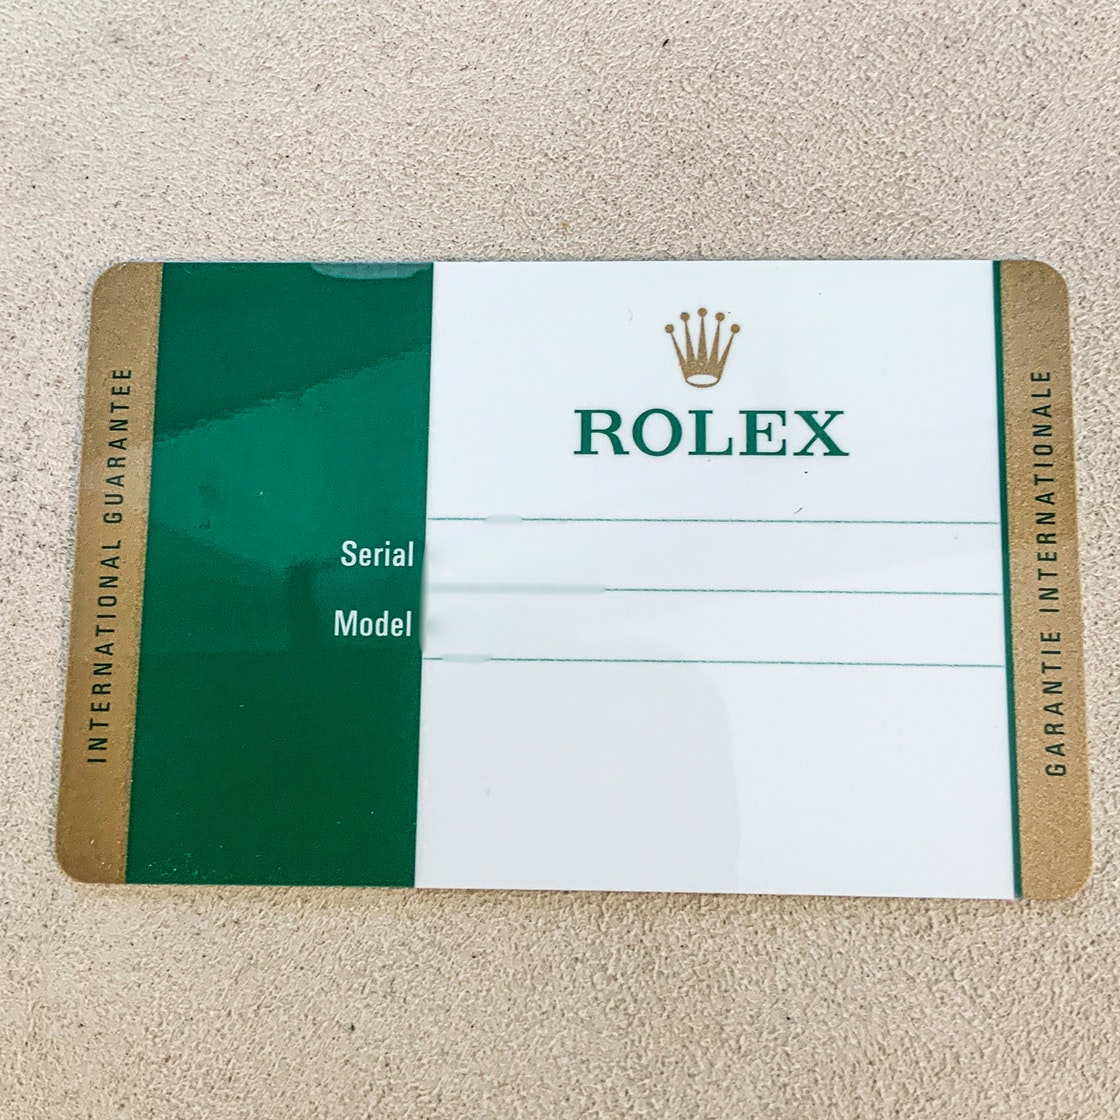 INTERNATIONAL GUARANTEE
ROLEX
Serial
Model
GARANTIE INTERNATIONALE